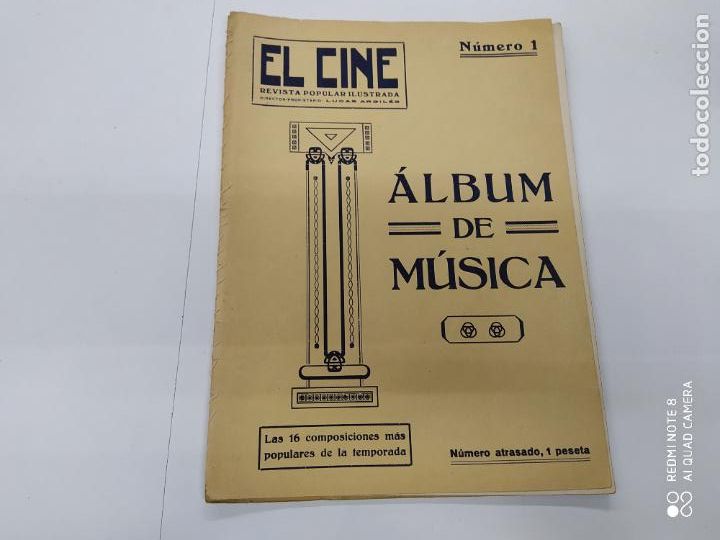 EL CINE
REVISTA POPULAR ILUSTRADA
DIRECTOR-PROPIETARIO: LUCAS ARGILÉS
Número 1
ÁLBUM
DE
MÚSICA
Las 16 composiciones más
populares de la temporada
Número atrasado, 1 peseta
todocoleccion
REDMI NOTE 8
AI QUAD CAMERA